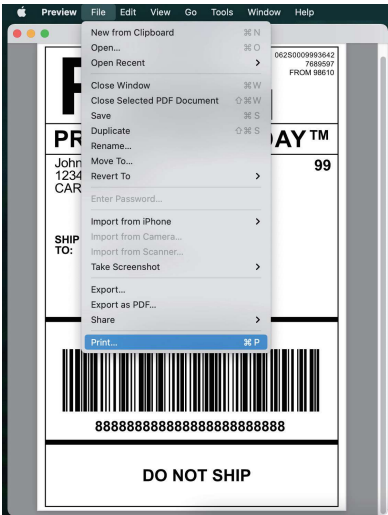 Preview File Edit View Go Tools Window Help
New from Clipboard ⌘ N
Open... ⌘ O
Open Recent >
Close Window ⌘ W
Close Selected PDF Document ⇧ ⌘ W
Save ⌘ S
Duplicate ⇧ ⌘ S
Rename...
Move To...
Revert To >
Enter Password...
Import from iPhone >
Import from Camera...
Import from Scanner...
Take Screenshot >
Export...
Export as PDF...
Share >
Print... ⌘ P
062S0009993642
7689597
FROM 98610
PR AY™
John 99
1234
CAR
SHIP
TO:
8888888888888888888888888
DO NOT SHIP